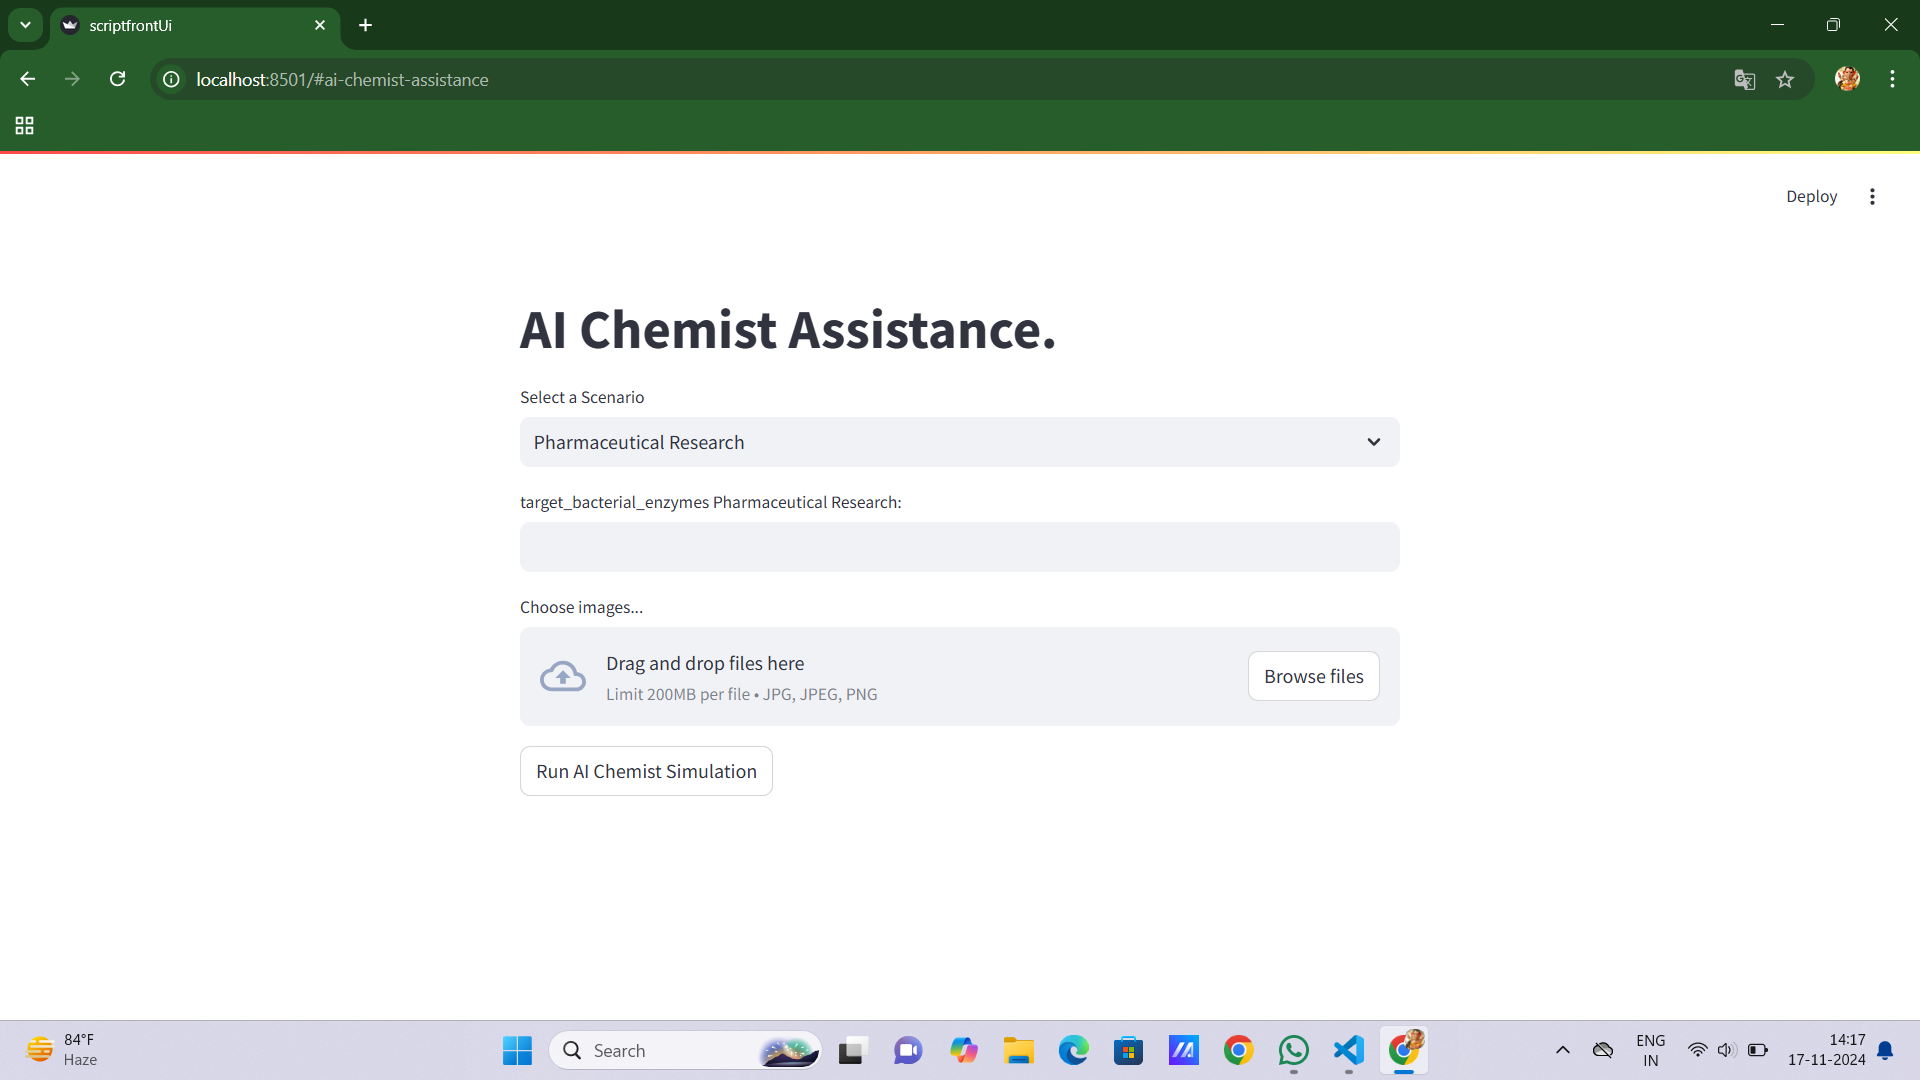 scriptfrontUi
localhost:8501/#ai-chemist-assistance
Deploy
AI Chemist Assistance.
Select a Scenario
Pharmaceutical Research
target_bacterial_enzymes Pharmaceutical Research:
Choose images...
Drag and drop files here
Limit 200MB per file • JPG, JPEG, PNG
Browse files
Run AI Chemist Simulation
84°F
Haze
Search
ENG
IN
14:17
17-11-2024